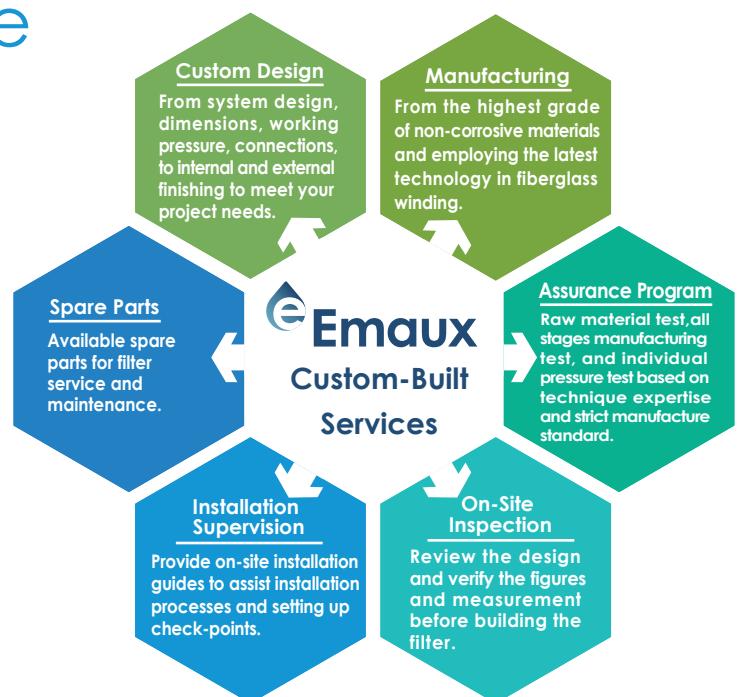 e
Custom Design
From system design,
dimensions, working
pressure, connections,
to internal and external
finishing to meet your
project needs.
Manufacturing
From the highest grade
of non-corrosive materials
and employing the latest
technology in fiberglass
winding.
Spare Parts
Available spare
parts for filter
service and
maintenance.
e Emaux
Custom-Built
Services
Assurance Program
Raw material test,all
stages manufacturing
test, and individual
pressure test based on
technique expertise
and strict manufacture
standard.
Installation
Supervision
Provide on-site installation
guides to assist installation
processes and setting up
check-points.
On-Site
Inspection
Review the design
and verify the figures
and measurement
before building the
filter.